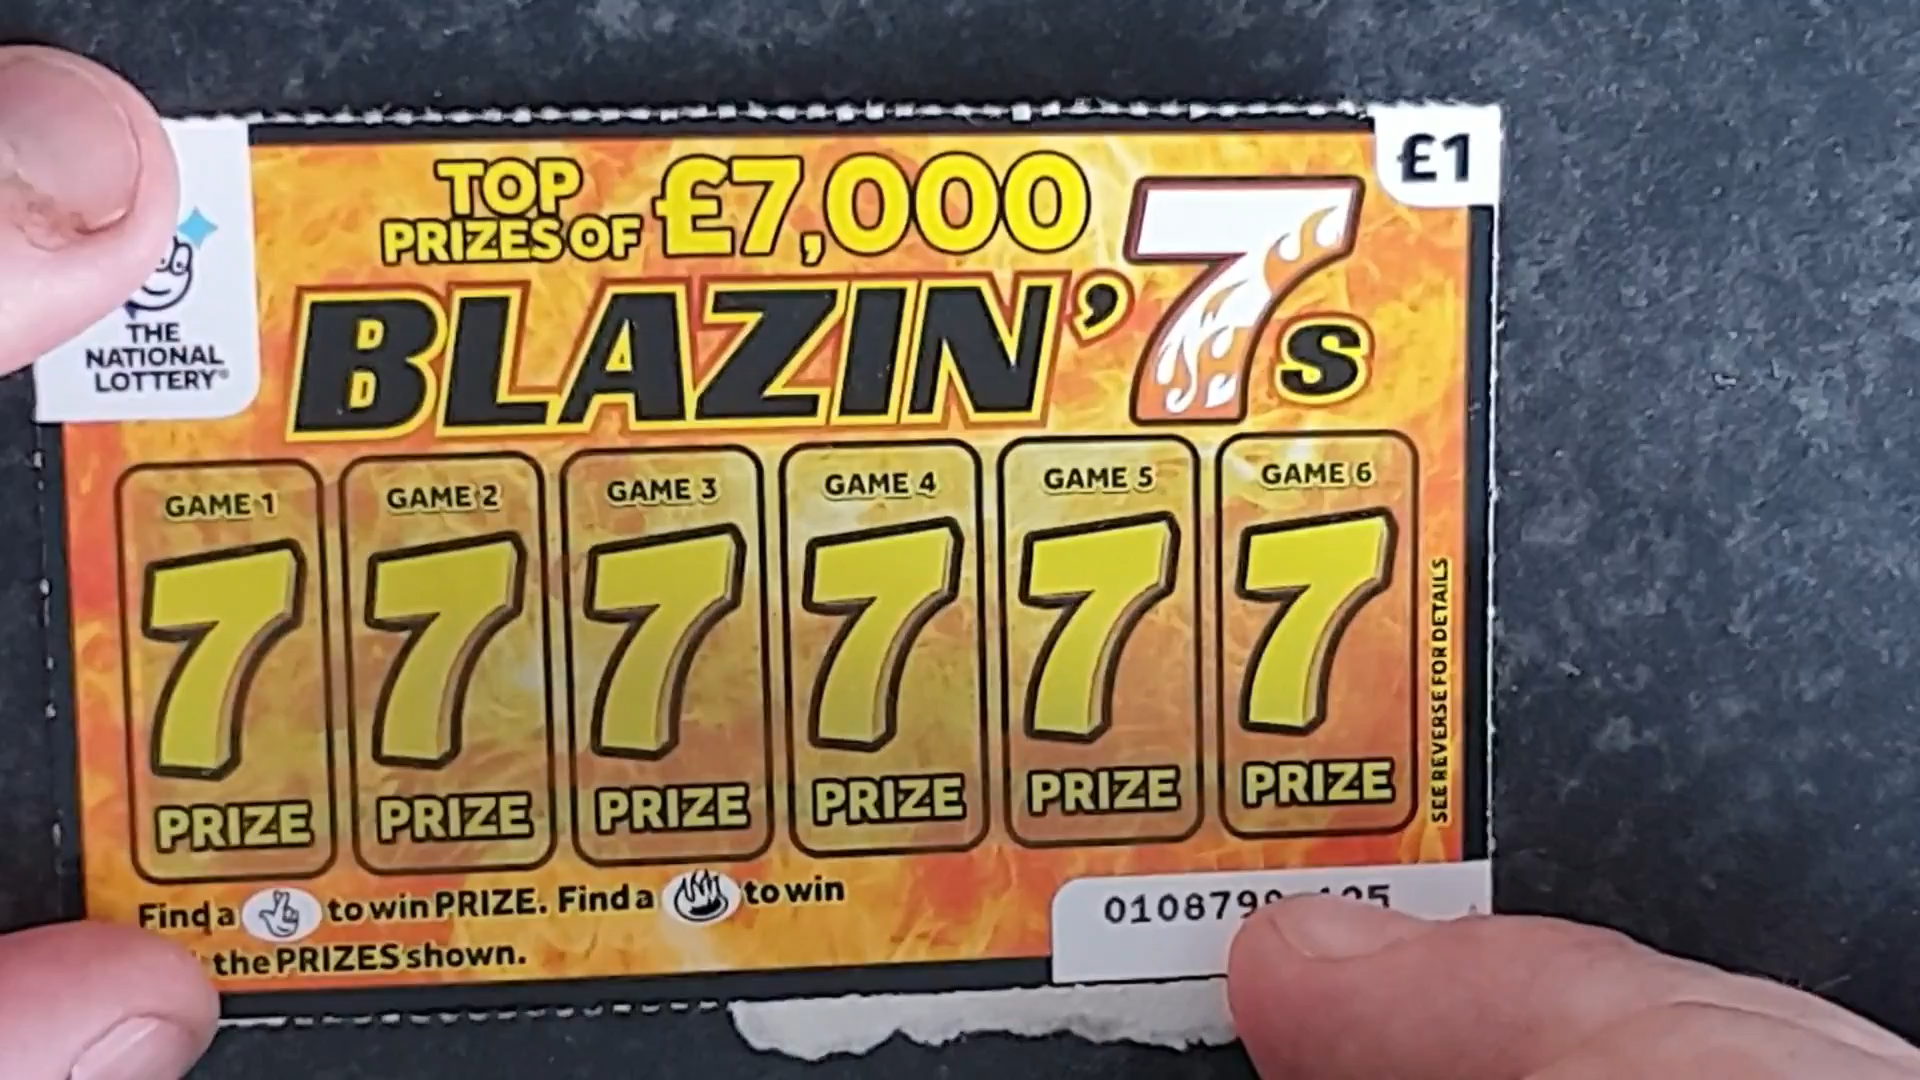 £1
TOP
PRIZES OF £7,000
BLAZIN' 7s
THE
NATIONAL
LOTTERY®
GAME 1 GAME 2 GAME 3 GAME 4 GAME 5 GAME 6
7 7 7 7 7 7
PRIZE PRIZE PRIZE PRIZE PRIZE PRIZE
SEE REVERSE FOR DETAILS
Find a to win PRIZE. Find a to win
the PRIZES shown.
010879